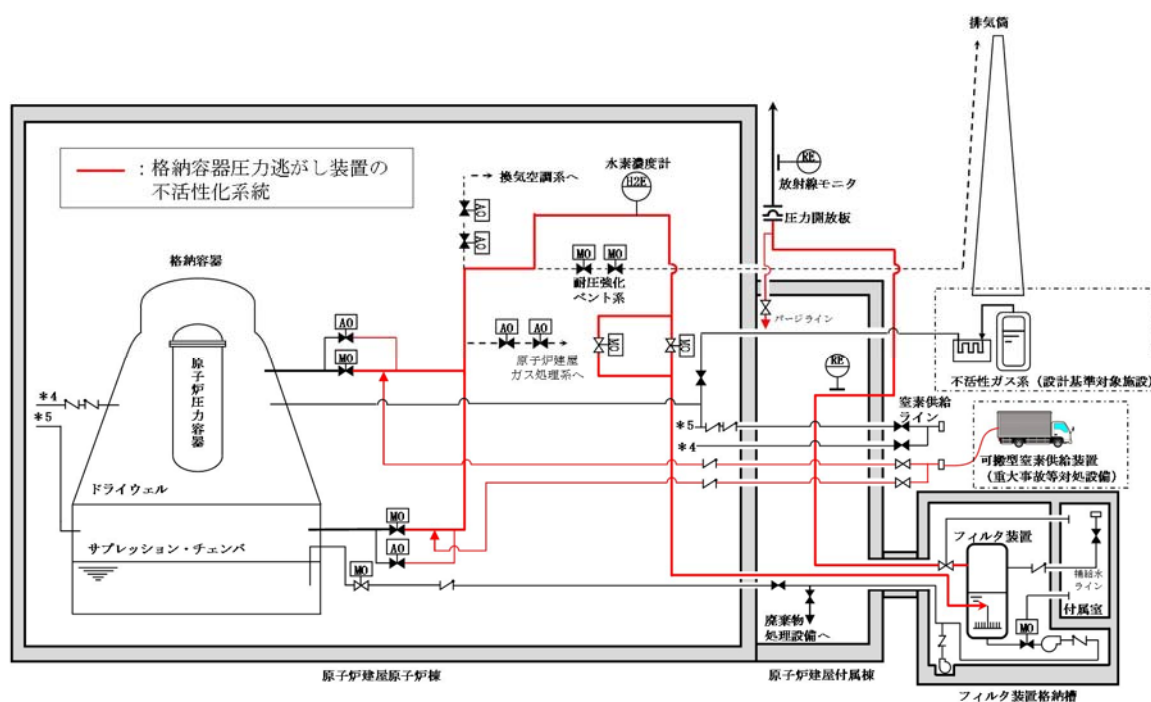 排気筒
：格納容器圧力逃がし装置の
不活性化系統
換気空調系へ
AO
AO
水素濃度計
H2E
RE
放射線モニタ
圧力開放板
MO
MO
耐圧強化
ベント系
格納容器
AO
MO
原子炉圧力容器
AO
AO
原子炉建屋
ガス処理系へ
MO
MO
パージライン
RE
不活性ガス系（設計基準対象施設）
＊4
＊5
窒素供給
ライン
＊5
＊4
可搬型窒素供給装置
（重大事故等対処設備）
ドライウェル
サプレッション・チェンバ
MO
AO
MO
フィルタ装置
補給水
ライン
付属室
MO
廃棄物
処理設備へ
原子炉建屋原子炉棟
原子炉建屋付属棟
フィルタ装置格納槽